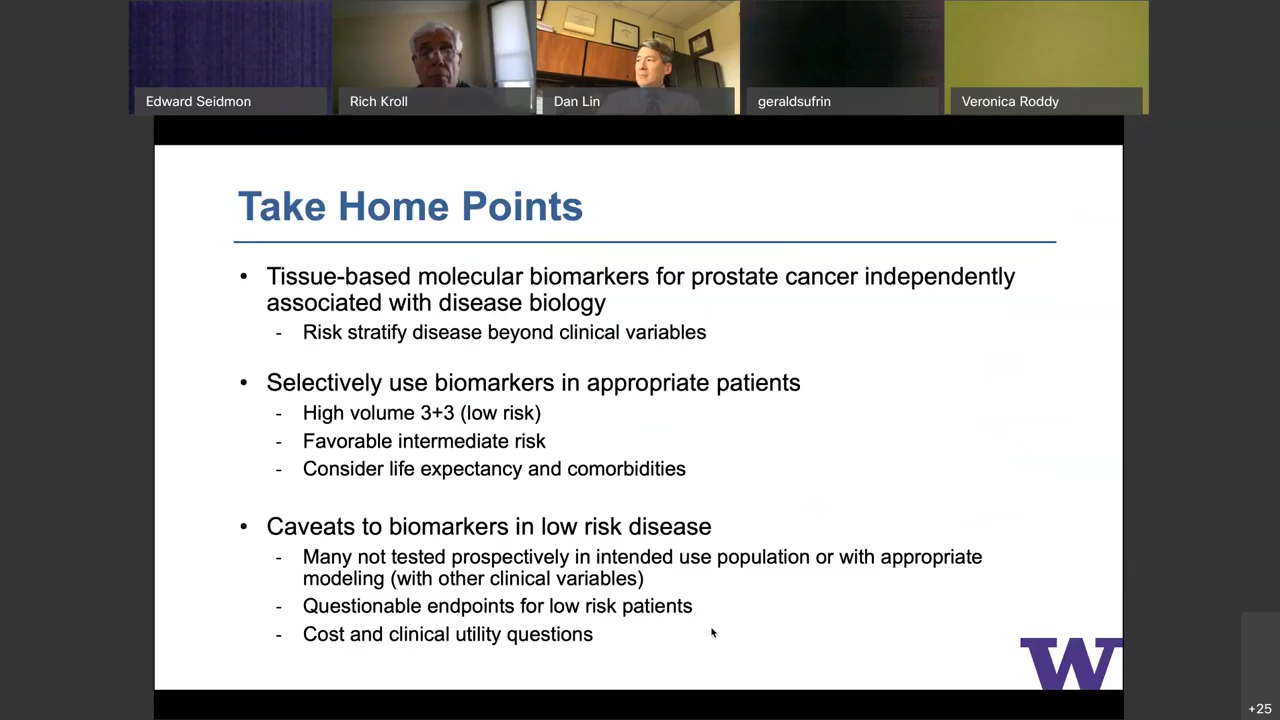 Edward Seidmon
Rich Kroll
Dan Lin
geraldsufrin
Veronica Roddy
Take Home Points
• Tissue-based molecular biomarkers for prostate cancer independently
associated with disease biology
- Risk stratify disease beyond clinical variables
• Selectively use biomarkers in appropriate patients
- High volume 3+3 (low risk)
- Favorable intermediate risk
- Consider life expectancy and comorbidities
• Caveats to biomarkers in low risk disease
- Many not tested prospectively in intended use population or with appropriate
modeling (with other clinical variables)
- Questionable endpoints for low risk patients
- Cost and clinical utility questions
W
+25